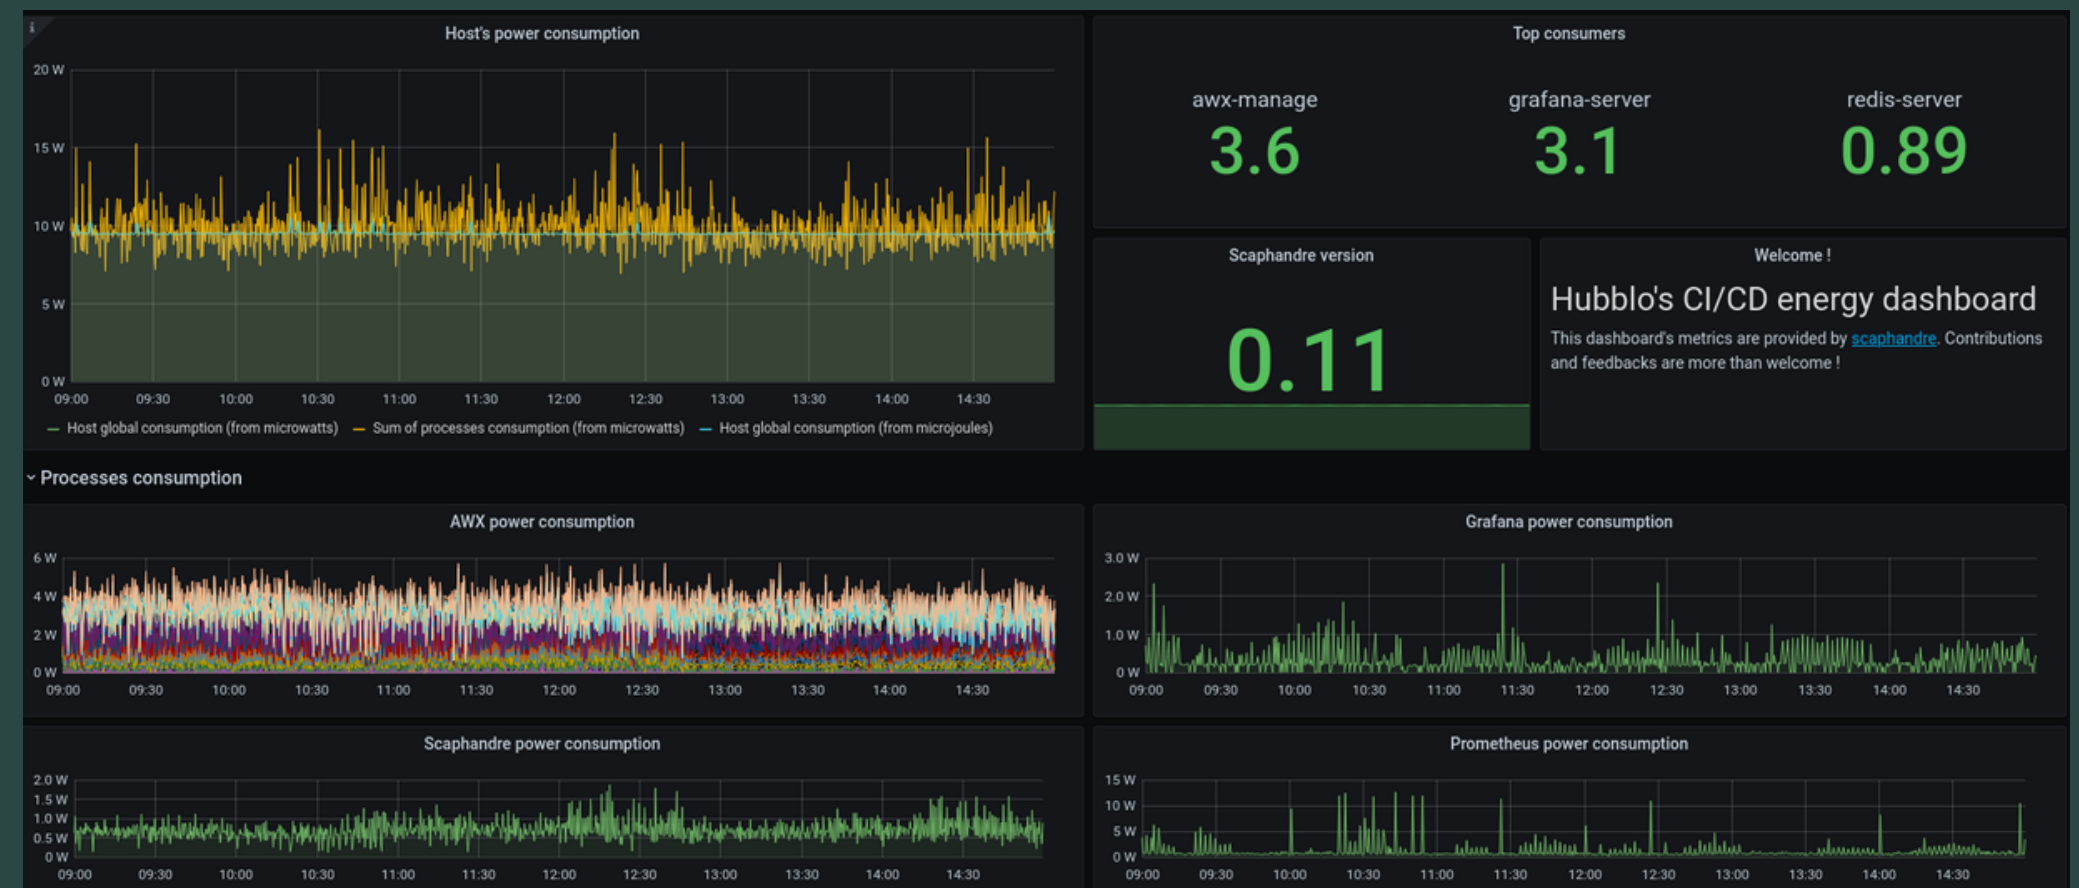 i
Host's power consumption
20 W
15 W
10 W
5 W
0 W
09:00 09:30 10:00 10:30 11:00 11:30 12:00 12:30 13:00 13:30 14:00 14:30
Host global consumption (from microwatts) Sum of processes consumption (from microwatts) Host global consumption (from microjoules)
Top consumers
awx-manage grafana-server redis-server
3.6 3.1 0.89
Scaphandre version
0.11
Welcome !
Hubblo's CI/CD energy dashboard
This dashboard's metrics are provided by scaphandre. Contributions
and feedbacks are more than welcome !
Processes consumption
AWX power consumption
6 W
4 W
2 W
0 W
09:00 09:30 10:00 10:30 11:00 11:30 12:00 12:30 13:00 13:30 14:00 14:30
Grafana power consumption
3.0 W
2.0 W
1.0 W
0 W
09:00 09:30 10:00 10:30 11:00 11:30 12:00 12:30 13:00 13:30 14:00 14:30
Scaphandre power consumption
2.0 W
1.5 W
1.0 W
0.5 W
0 W
09:00 09:30 10:00 10:30 11:00 11:30 12:00 12:30 13:00 13:30 14:00 14:30
Prometheus power consumption
15 W
10 W
5 W
0 W
09:00 09:30 10:00 10:30 11:00 11:30 12:00 12:30 13:00 13:30 14:00 14:30